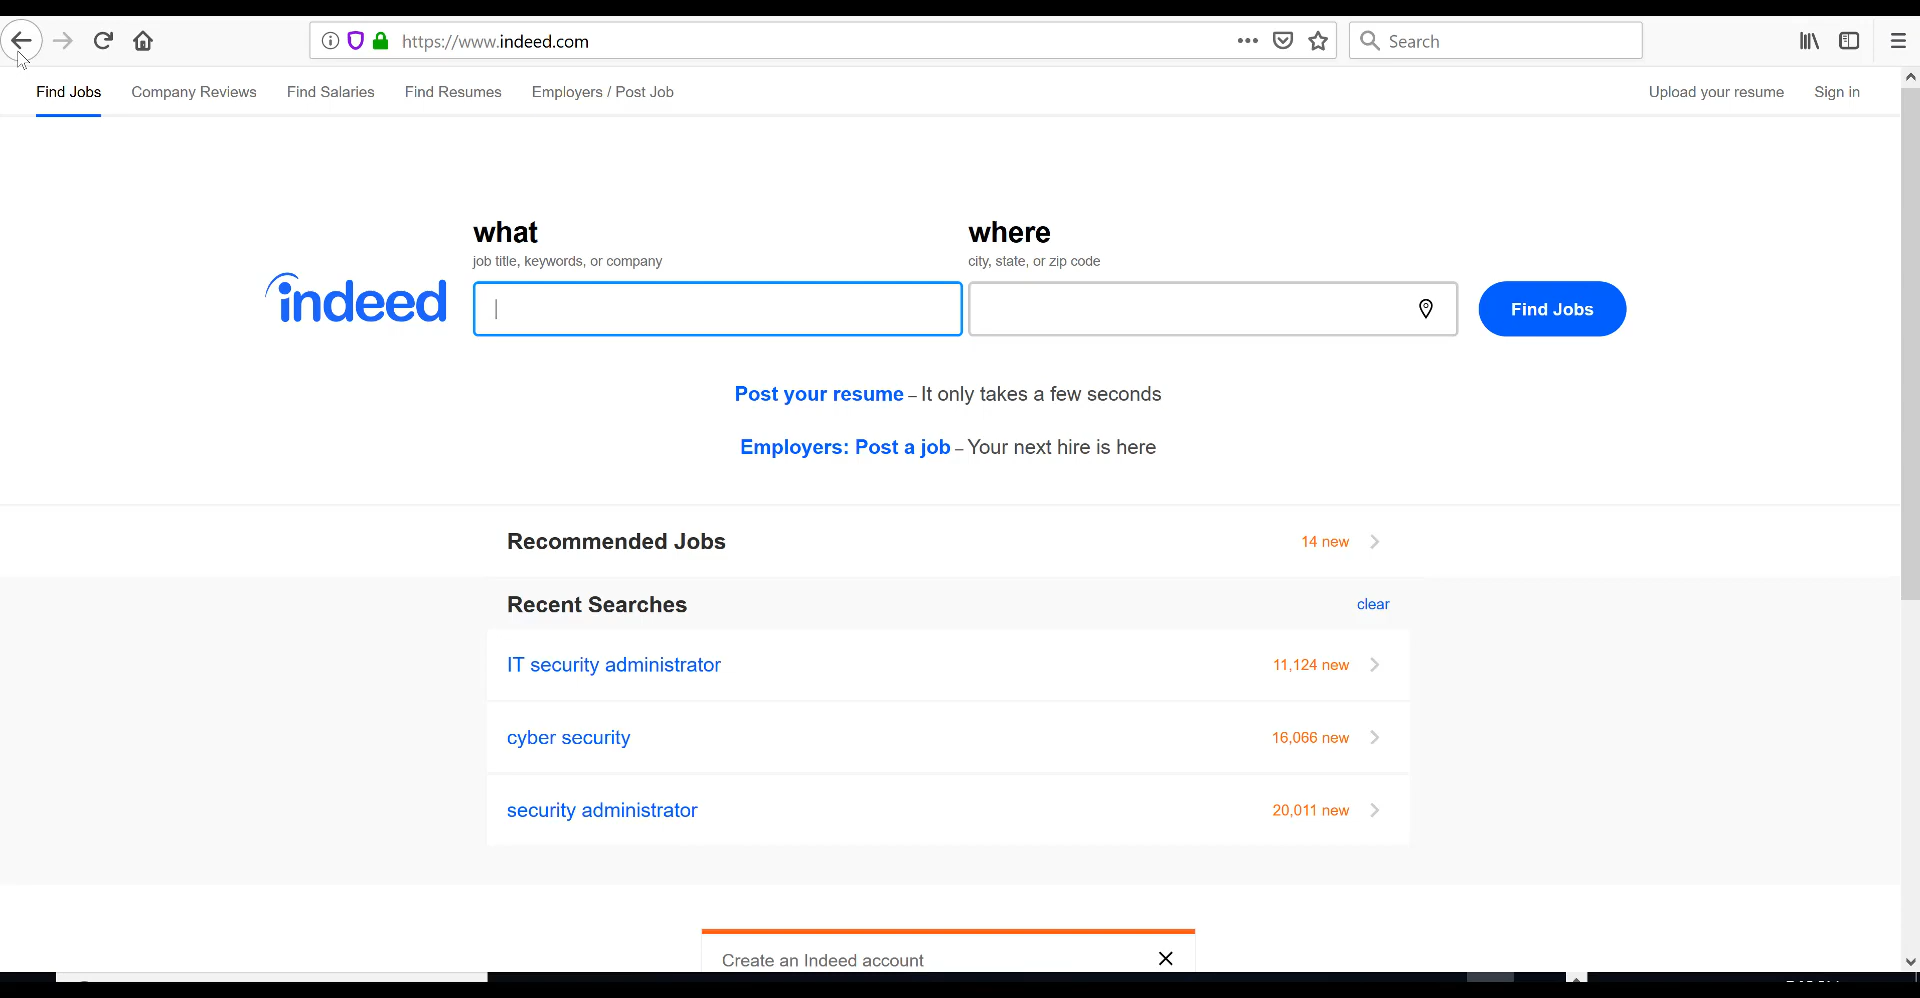 https://www.indeed.com
Search
Find Jobs Company Reviews Find Salaries Find Resumes Employers / Post Job Upload your resume Sign in
what where
job title, keywords, or company city, state, or zip code
indeed Find Jobs
Post your resume – It only takes a few seconds
Employers: Post a job – Your next hire is here
Recommended Jobs 14 new
Recent Searches clear
IT security administrator 11,124 new
cyber security 16,066 new
security administrator 20,011 new
Create an Indeed account